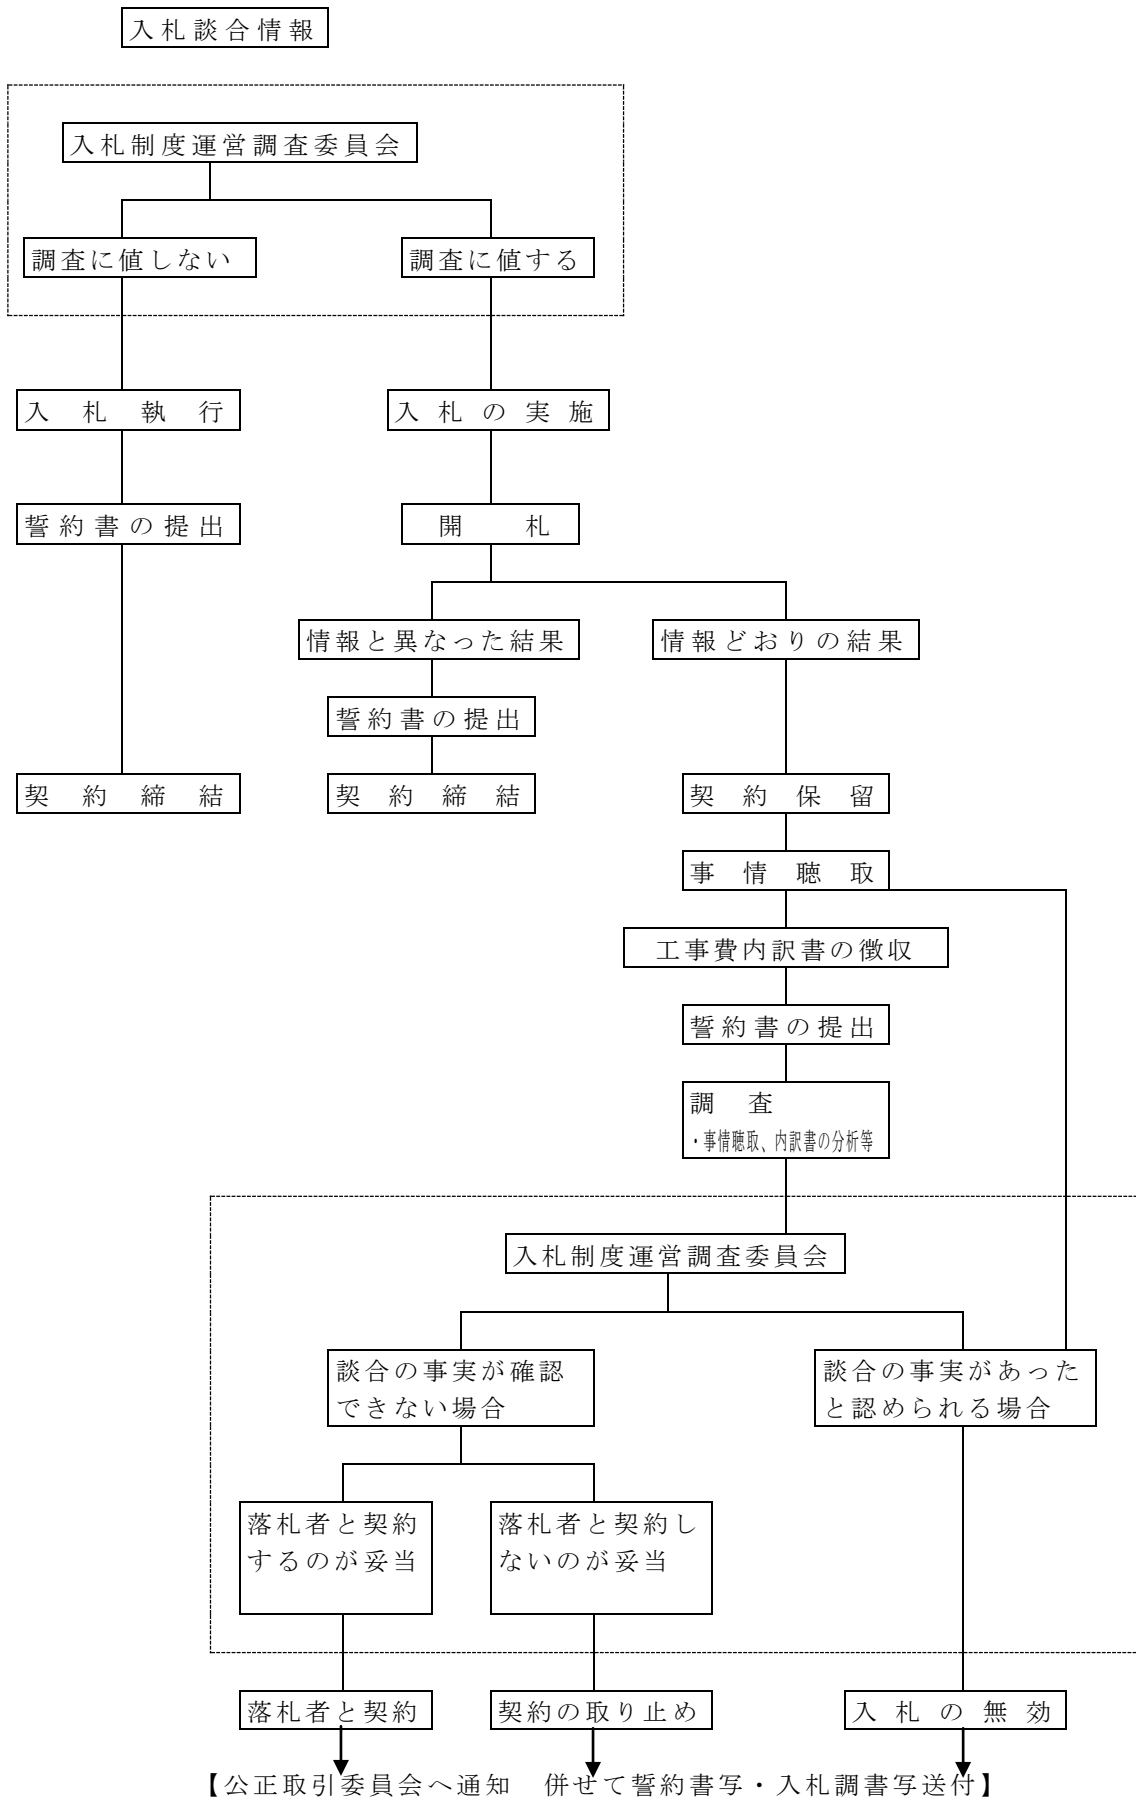 入札談合情報
入札制度運営調査委員会
調査に値しない
調査に値する
入札執行
入札の実施
誓約書の提出
開札
情報と異なった結果
情報どおりの結果
誓約書の提出
契約締結
契約締結
契約保留
事情聴取
工事費内訳書の徴収
誓約書の提出
調査
・事情聴取、内訳書の分析等
入札制度運営調査委員会
談合の事実が確認
できない場合
談合の事実があった
と認められる場合
落札者と契約
するのが妥当
落札者と契約し
ないのが妥当
落札者と契約
契約の取り止め
入札の無効
【公正取引委員会へ通知　併せて誓約書写・入札調書写送付】